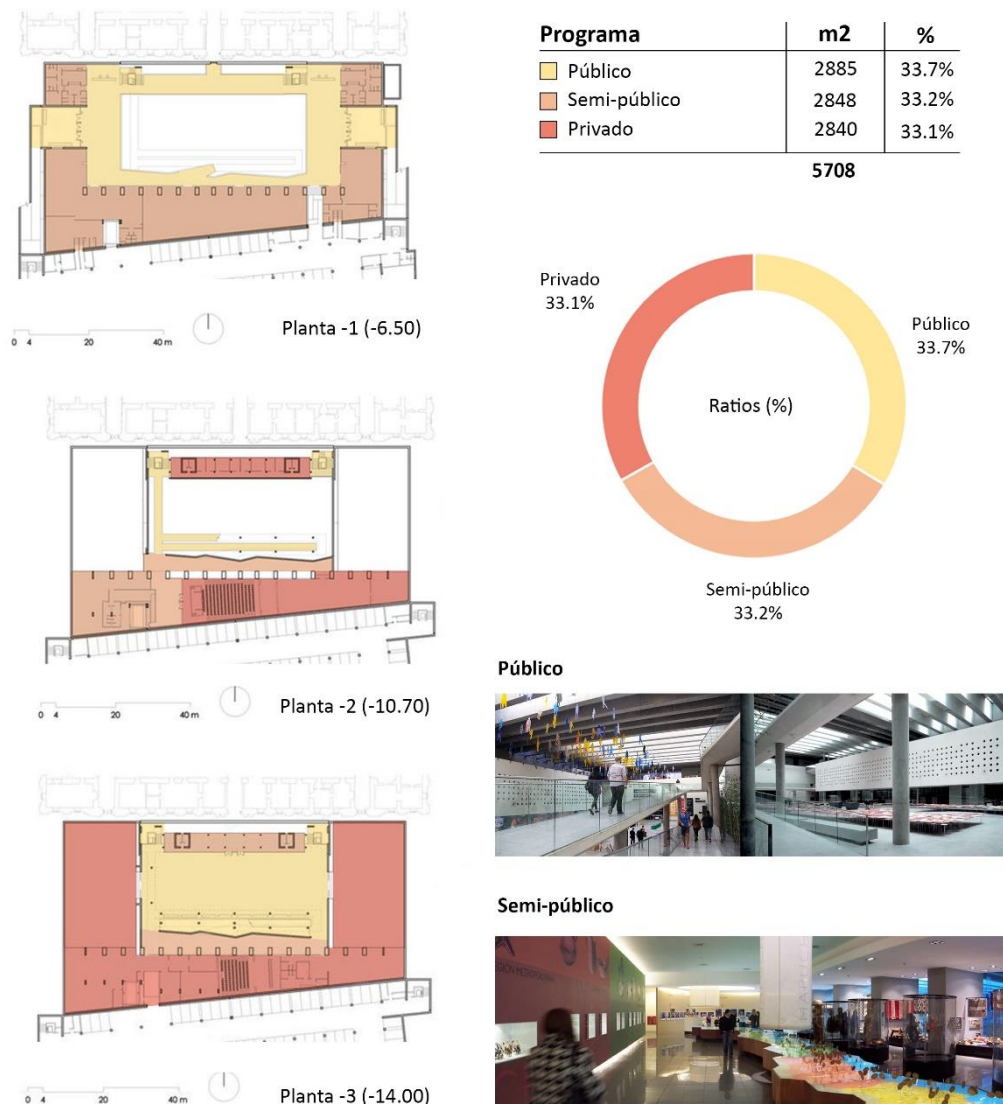 Programa m2 %
Público 2885 33.7%
Semi-público 2848 33.2%
Privado 2840 33.1%
5708
0 4 20 40 m
Planta -1 (-6.50)
Privado
33.1%
Público
33.7%
Ratios (%)
Semi-público
33.2%
0 4 20 40 m
Planta -2 (-10.70)
Público
0 4 20 40 m
Planta -3 (-14.00)
Semi-público
GIÓN METROPOLITANA